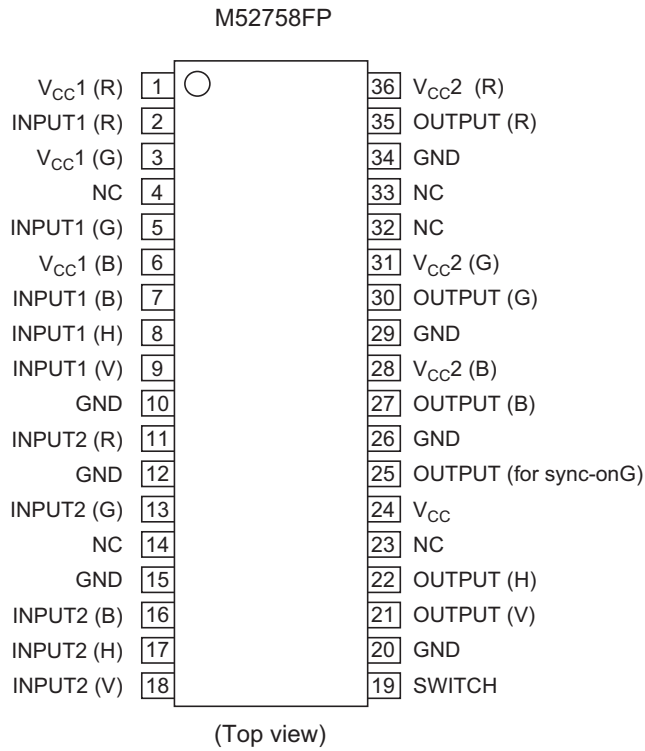 M52758FP
V_CC1 (R) 1 36 V_CC2 (R)
INPUT1 (R) 2 35 OUTPUT (R)
V_CC1 (G) 3 34 GND
NC 4 33 NC
INPUT1 (G) 5 32 NC
V_CC1 (B) 6 31 V_CC2 (G)
INPUT1 (B) 7 30 OUTPUT (G)
INPUT1 (H) 8 29 GND
INPUT1 (V) 9 28 V_CC2 (B)
GND 10 27 OUTPUT (B)
INPUT2 (R) 11 26 GND
GND 12 25 OUTPUT (for sync-onG)
INPUT2 (G) 13 24 V_CC
NC 14 23 NC
GND 15 22 OUTPUT (H)
INPUT2 (B) 16 21 OUTPUT (V)
INPUT2 (H) 17 20 GND
INPUT2 (V) 18 19 SWITCH
(Top view)